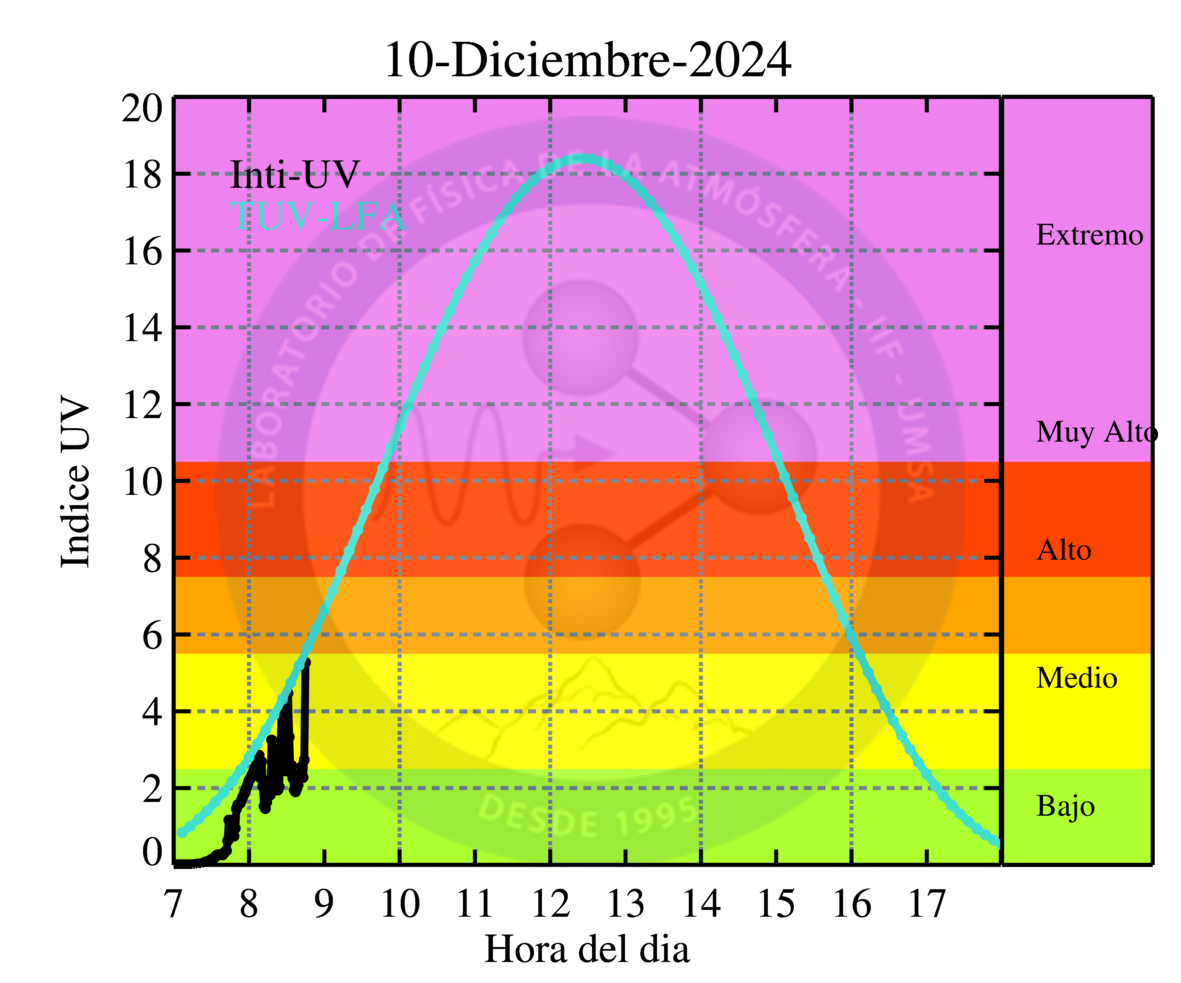 10-Diciembre-2024
20
18
16
14
12
10
8
6
4
2
0
Indice UV
Inti-UV
TUV-LFA
LABORATORIO DE FÍSICA DE LA ATMÓSFERA - IIF - UMSA
DESDE 1995
Extremo
Muy Alto
Alto
Medio
Bajo
7 8 9 10 11 12 13 14 15 16 17
Hora del dia